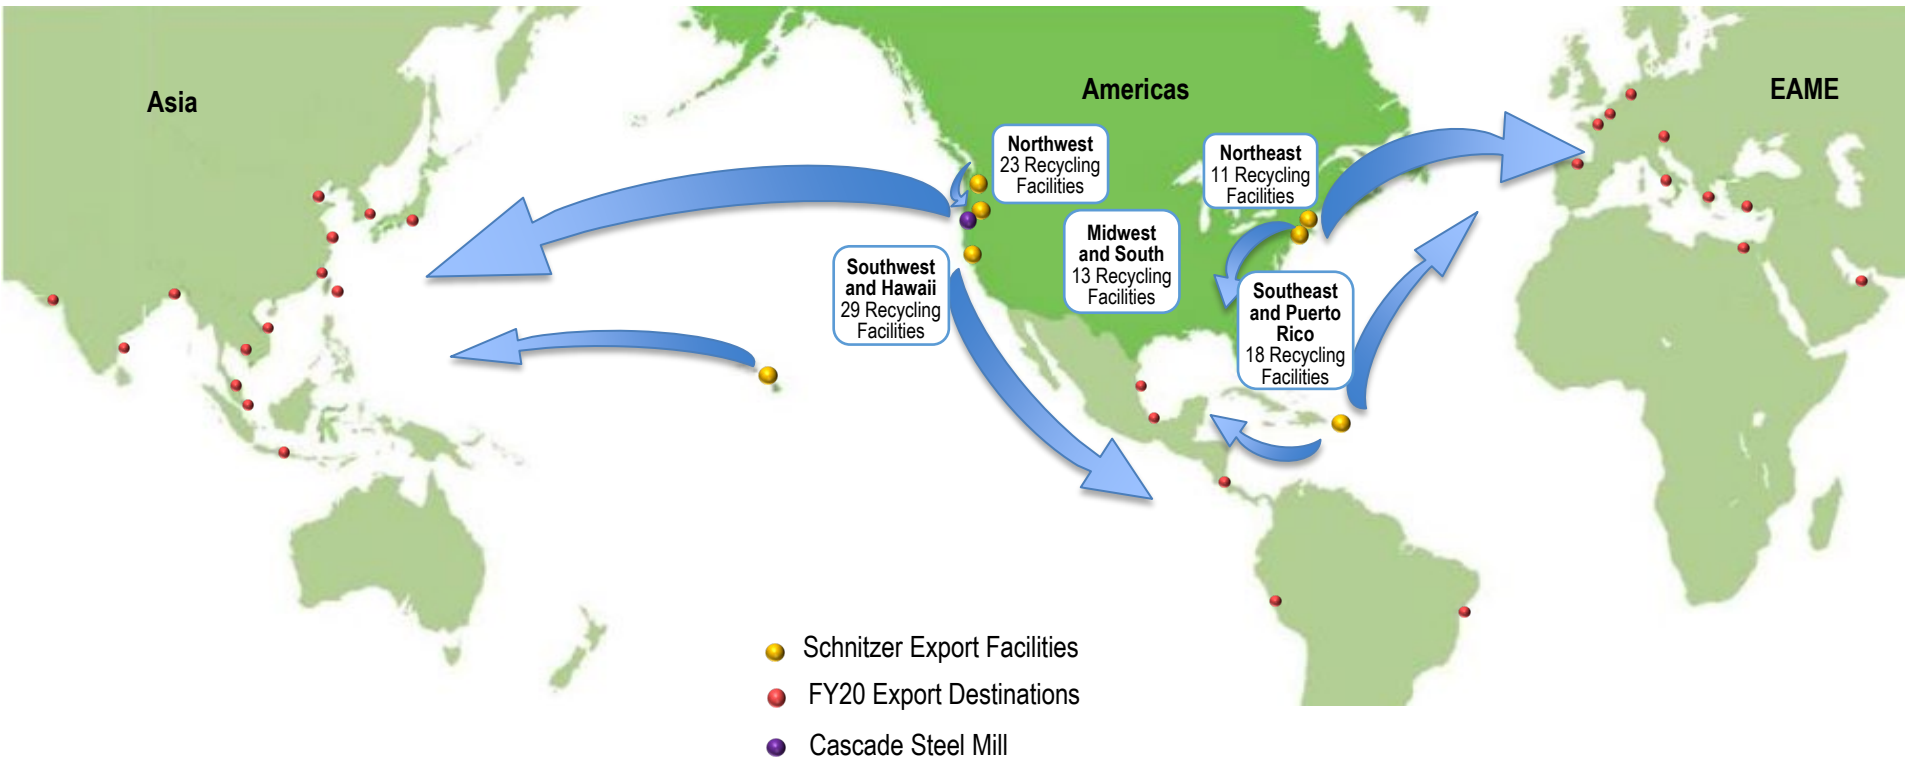 Asia
Americas
EAME
Northwest
23 Recycling
Facilities
Northeast
11 Recycling
Facilities
Midwest
and South
13 Recycling
Facilities
Southwest
and Hawaii
29 Recycling
Facilities
Southeast
and Puerto
Rico
18 Recycling
Facilities
Schnitzer Export Facilities
FY20 Export Destinations
Cascade Steel Mill